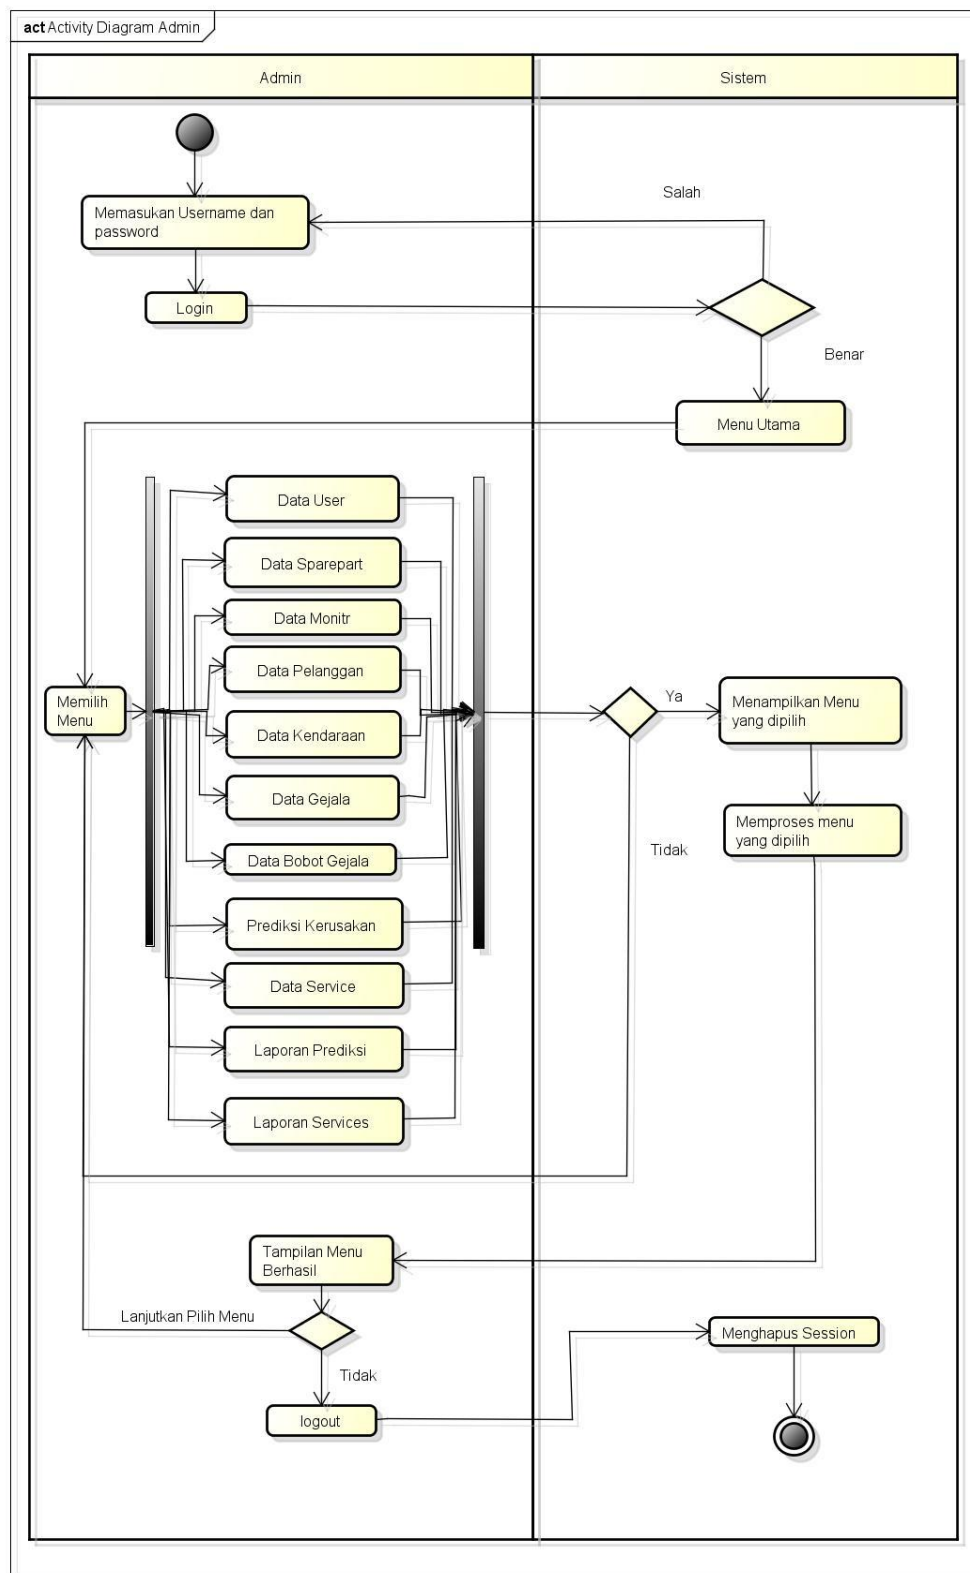 act Activity Diagram Admin
Admin
Sistem
Memasukan Username dan
password
Salah
Login
Benar
Menu Utama
Data User
Data Sparepart
Data Monitr
Data Pelanggan
Memilih
Menu
Data Kendaraan
Ya
Menampilkan Menu
yang dipilih
Data Gejala
Memproses menu
yang dipilih
Data Bobot Gejala
Tidak
Prediksi Kerusakan
Data Service
Laporan Prediksi
Laporan Services
Tampilan Menu
Berhasil
Lanjutkan Pilih Menu
Menghapus Session
Tidak
logout